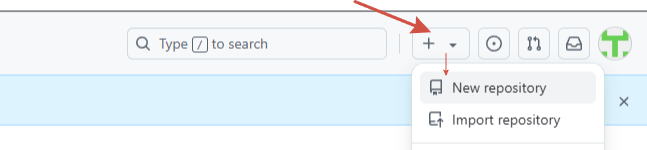 Type / to search
New repository
Import repository